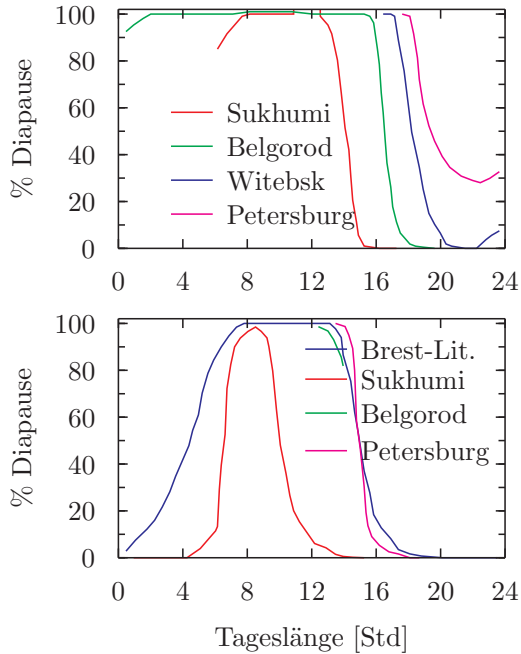 % Diapause
100
80
60
40
20
0
Sukhumi
Belgorod
Witebsk
Petersburg
0 4 8 12 16 20 24
% Diapause
100
80
60
40
20
0
Brest-Lit.
Sukhumi
Belgorod
Petersburg
0 4 8 12 16 20 24
Tageslänge [Std]